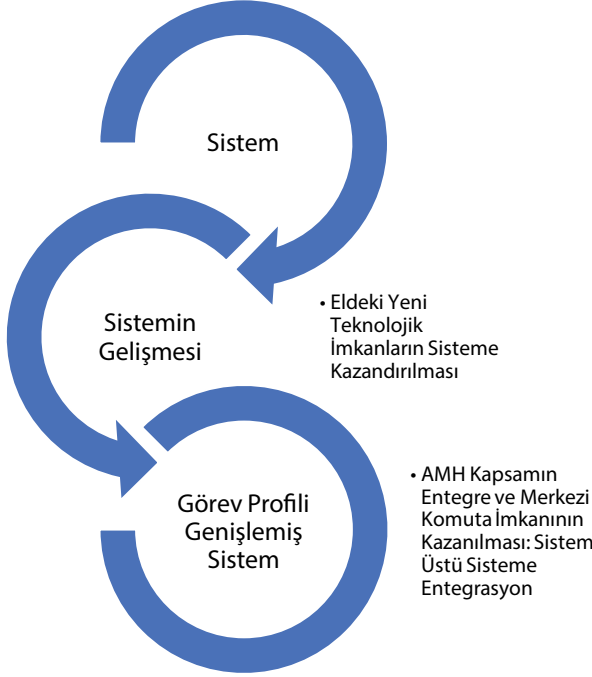 Sistem
Sistemin
Gelişmesi
• Eldeki Yeni
Teknolojik
İmkanların Sisteme
Kazandırılması
Görev Profili
Genişlemiş
Sistem
• AMH Kapsamın
Entegre ve Merkezi
Komuta İmkanının
Kazanılması: Sistem
Üstü Sisteme
Entegrasyon